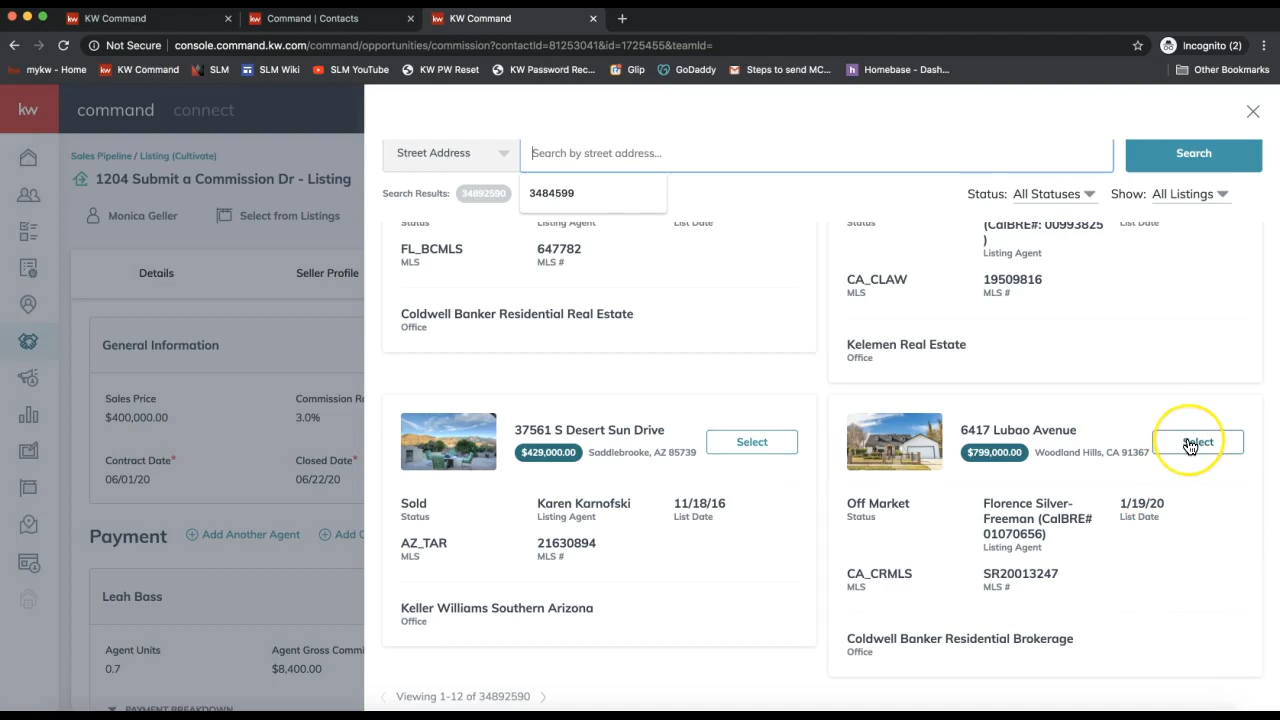 KW Command
Command | Contacts
KW Command
Not Secure
console.command.kw.com/command/opportunities/commission?contactId=81253041&id=1725455&teamId=
Incognito (2)
mykw - Home
KW Command
SLM
SLM Wiki
SLM YouTube
KW PW Reset
KW Password Rec...
Glip
GoDaddy
Steps to send MC...
Homebase - Dash...
Other Bookmarks
kw
command
connect
Sales Pipeline / Listing (Cultivate)
1204 Submit a Commission Dr - Listing
Monica Geller
Select from Listings
Details
Seller Profile
General Information
Sales Price
Commission R
$400,000.00
3.0%
Contract Date*
Closed Date*
06/01/20
06/22/20
Payment
Add Another Agent
Add
Leah Bass
Agent Units
Agent Gross Commi
0.7
$8,400.00
PAYMENT BREAKDOWN
Street Address
Search by street address...
Search
Search Results: 34892590
3484599
Status: All Statuses
Show: All Listings
Status
Listing Agent
List Date
FL_BCMLS
647782
MLS
MLS #
Coldwell Banker Residential Real Estate
Office
Status
(CalBRE#: 00993825
)
Listing Agent
List Date
CA_CLAW
19509816
MLS
MLS #
Kelemen Real Estate
Office
37561 S Desert Sun Drive
$429,000.00
Saddlebrooke, AZ 85739
Select
Sold
Karen Karnofski
11/18/16
Status
Listing Agent
List Date
AZ_TAR
21630894
MLS
MLS #
Keller Williams Southern Arizona
Office
6417 Lubao Avenue
$799,000.00
Woodland Hills, CA 91367
Select
Off Market
Florence Silver-
Freeman (CalBRE#
01070656)
1/19/20
Status
Listing Agent
List Date
CA_CRMLS
SR20013247
MLS
MLS #
Coldwell Banker Residential Brokerage
Office
Viewing 1-12 of 34892590